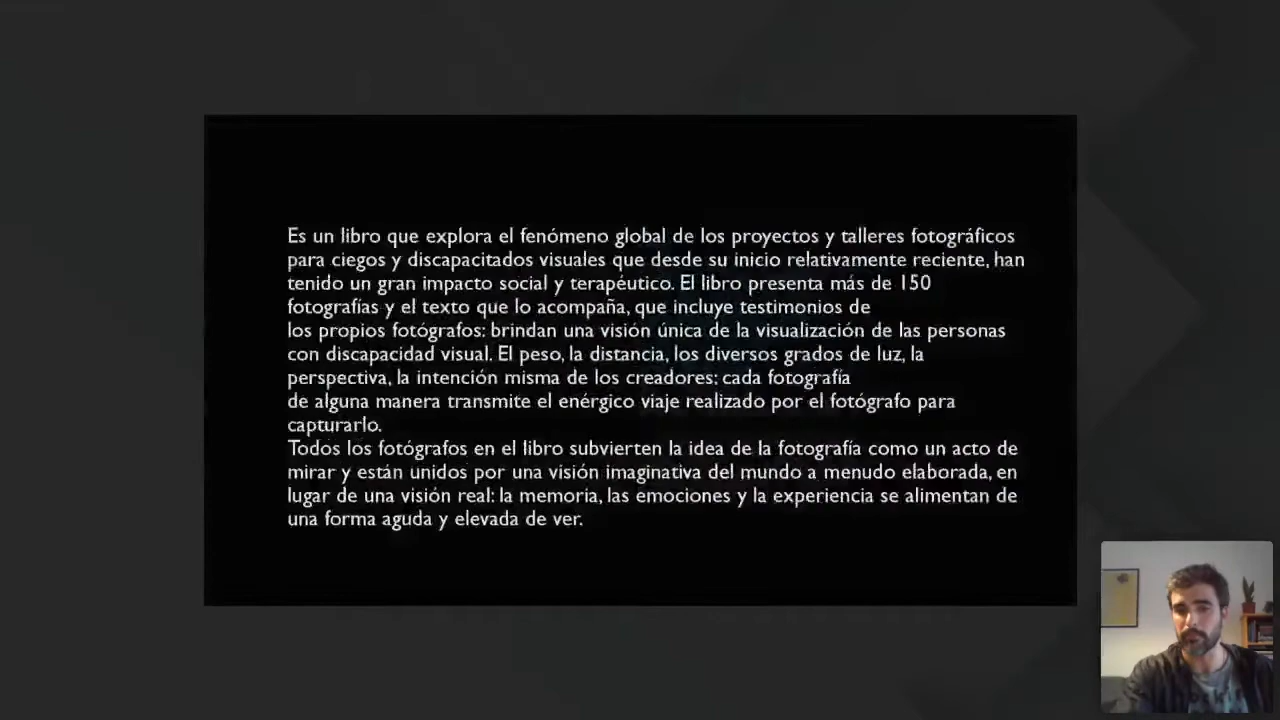 Es un libro que explora el fenómeno global de los proyectos y talleres fotográficos
para ciegos y discapacitados visuales que desde su inicio relativamente reciente, han
tenido un gran impacto social y terapéutico. El libro presenta más de 150
fotografías y el texto que lo acompaña, que incluye testimonios de
los propios fotógrafos: brindan una visión única de la visualización de las personas
con discapacidad visual. El peso, la distancia, los diversos grados de luz, la
perspectiva, la intención misma de los creadores; cada fotografía
de alguna manera transmite el enérgico viaje realizado por el fotógrafo para
capturarlo.
Todos los fotógrafos en el libro subvierten la idea de la fotografía como un acto de
mirar y están unidos por una visión imaginativa del mundo a menudo elaborada, en
lugar de una visión real: la memoria, las emociones y la experiencia se alimentan de
una forma aguda y elevada de ver.